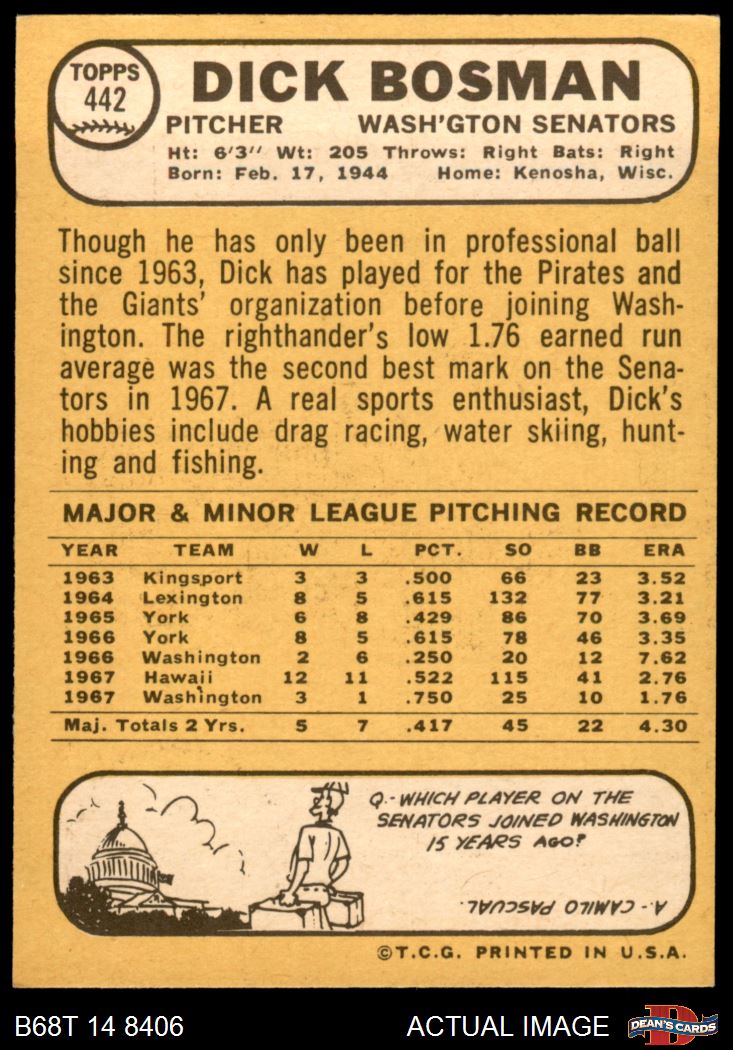 TOPPS
442
DICK BOSMAN
PITCHER WASH'GTON SENATORS
Ht: 6'3" Wt: 205 Throws: Right Bats: Right
Born: Feb. 17, 1944 Home: Kenosha, Wisc.
Though he has only been in professional ball
since 1963, Dick has played for the Pirates and
the Giants' organization before joining Wash-
ington. The righthander's low 1.76 earned run
average was the second best mark on the Sena-
tors in 1967. A real sports enthusiast, Dick's
hobbies include drag racing, water skiing, hunt-
ing and fishing.
MAJOR & MINOR LEAGUE PITCHING RECORD
YEAR TEAM W L PCT. SO BB ERA
1963 Kingsport 3 3 .500 66 23 3.52
1964 Lexington 8 5 .615 132 77 3.21
1965 York 6 8 .429 86 70 3.69
1966 York 8 5 .615 78 46 3.35
1966 Washington 2 6 .250 20 12 7.62
1967 Hawaii 12 11 .522 115 41 2.76
1967 Washington 3 1 .750 25 10 1.76
Maj. Totals 2 Yrs. 5 7 .417 45 22 4.30
Q.- WHICH PLAYER ON THE
SENATORS JOINED WASHINGTON
15 YEARS AGO?
A.- CAMILO PASCUAL.
©T.C.G. PRINTED IN U.S.A.
B68T 14 8406 ACTUAL IMAGE DEAN'S CARDS